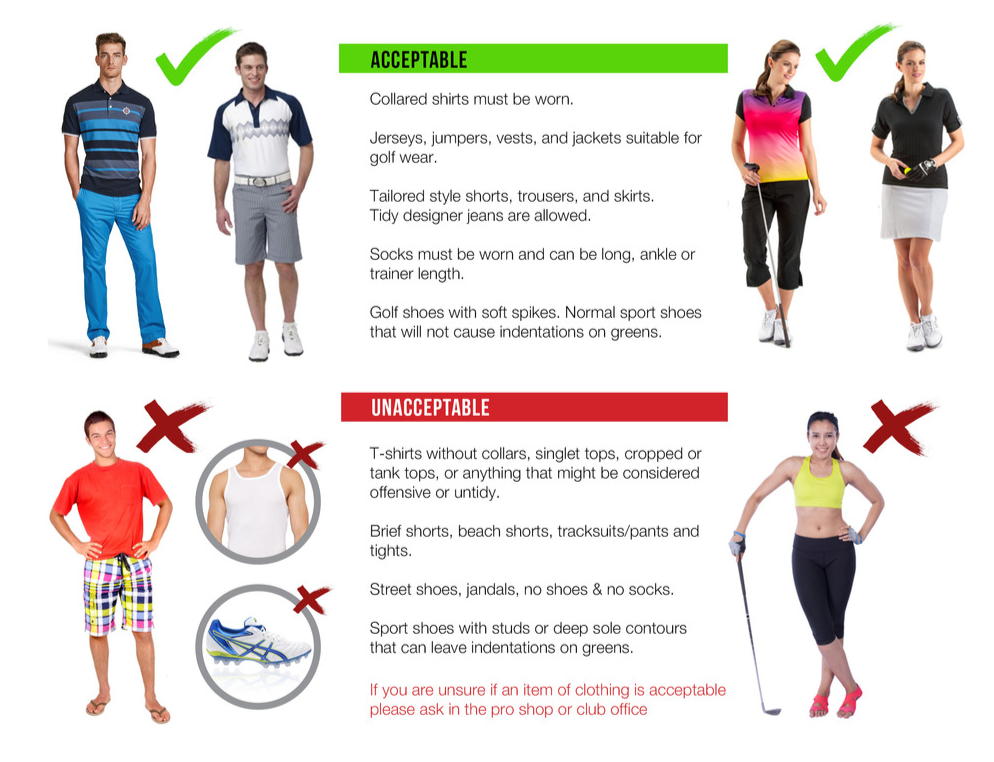 ACCEPTABLE
Collared shirts must be worn.
Jerseys, jumpers, vests, and jackets suitable for
golf wear.
Tailored style shorts, trousers, and skirts.
Tidy designer jeans are allowed.
Socks must be worn and can be long, ankle or
trainer length.
Golf shoes with soft spikes. Normal sport shoes
that will not cause indentations on greens.
UNACCEPTABLE
T-shirts without collars, singlet tops, cropped or
tank tops, or anything that might be considered
offensive or untidy.
Brief shorts, beach shorts, tracksuits/pants and
tights.
Street shoes, jandals, no shoes & no socks.
Sport shoes with studs or deep sole contours
that can leave indentations on greens.
If you are unsure if an item of clothing is acceptable
please ask in the pro shop or club office